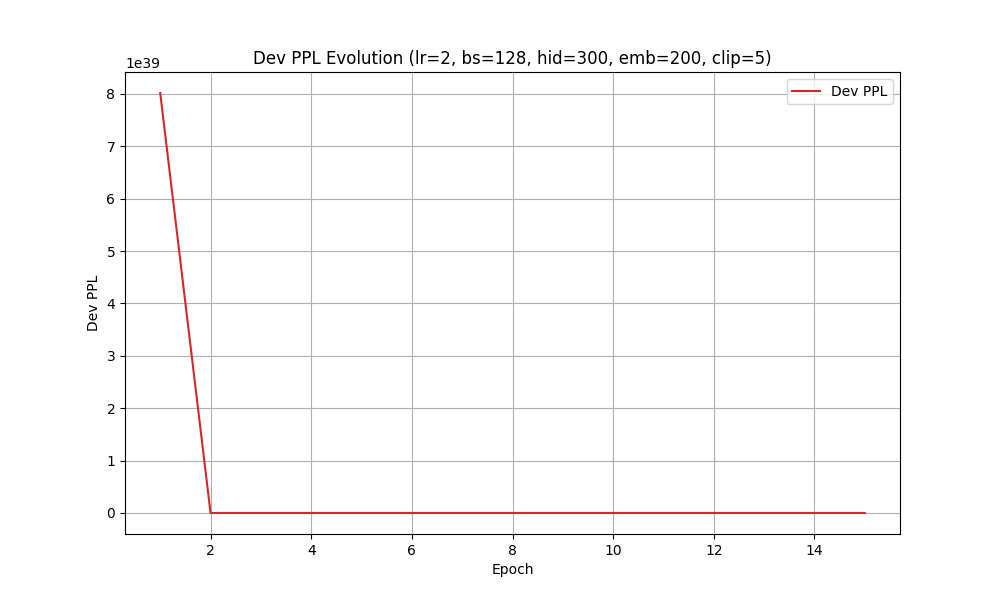 Dev PPL Evolution (lr=2, bs=128, hid=300, emb=200, clip=5)
1e39
Dev PPL
8
7
6
5
4
3
2
1
0
Dev PPL
2 4 6 8 10 12 14
Epoch